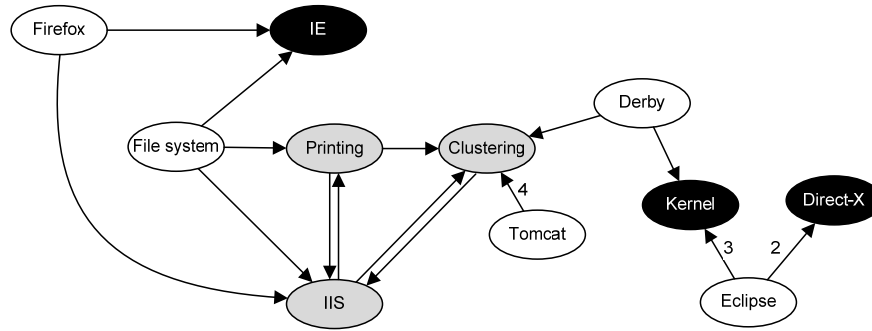 Firefox
IE
Derby
File system
Printing
Clustering
4
Kernel
Direct-X
Tomcat
3
2
IIS
Eclipse